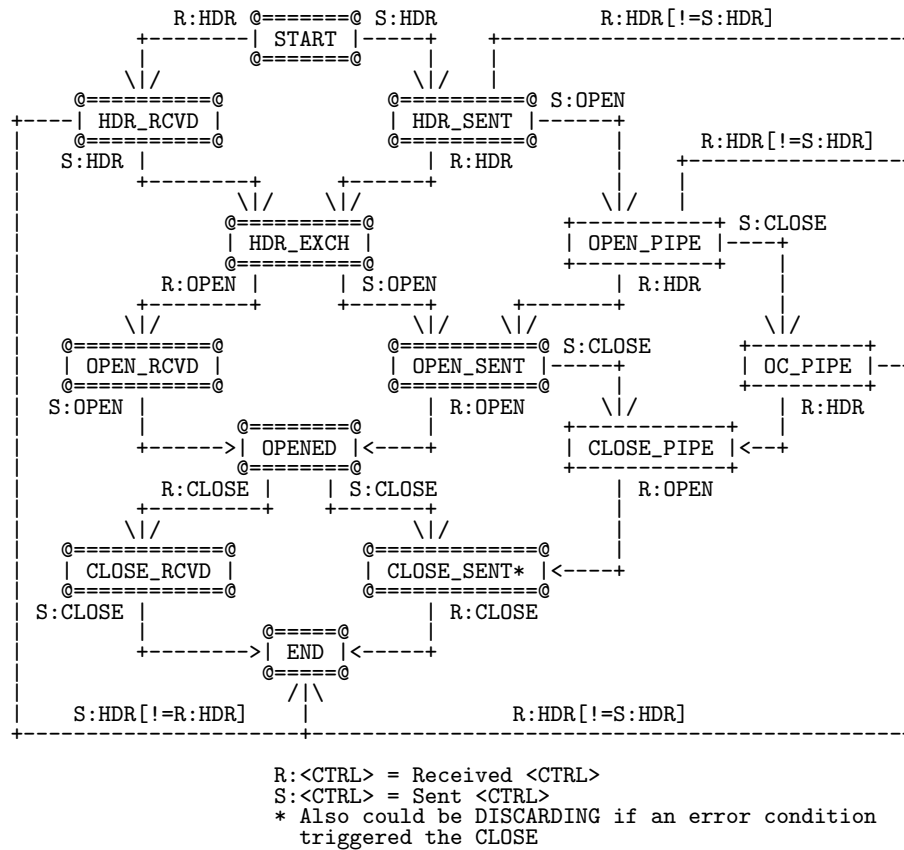 R:HDR @=======@ S:HDR R:HDR[!=S:HDR]
+--------| START |-----+ +--------------------------------
| @=======@ | |
\|/ \|/ |
@==========@ @==========@ S:OPEN
+----| HDR_RCVD | | HDR_SENT |------+
| @==========@ @==========@ | R:HDR[!=S:HDR]
| S:HDR | | R:HDR | +-----------------
| +--------+ +------+ | |
| \|/ \|/ \|/ |
| @==========@ +-----------+ S:CLOSE
| | HDR_EXCH | | OPEN_PIPE |----+
| @==========@ +-----------+ |
| R:OPEN | | S:OPEN | R:HDR |
| +--------+ +------+ +-------+ |
| \|/ \|/ \|/ \|/
| @===========@ @===========@ S:CLOSE +---------+
| | OPEN_RCVD | | OPEN_SENT |-----+ | OC_PIPE |--
| @===========@ @===========@ | +---------+
| S:OPEN | | R:OPEN \|/ | R:HDR
| | @========@ | +------------+ |
| +----->| OPENED |<----+ | CLOSE_PIPE |<--+
| @========@ +------------+
| R:CLOSE | | S:CLOSE | R:OPEN
| +---------+ +-------+ |
| \|/ \|/ |
| @============@ @=============@ |
| | CLOSE_RCVD | | CLOSE_SENT* |<----+
| @============@ @=============@
| S:CLOSE | | R:CLOSE
| | @=====@ |
| +------->| END |<-----+
| @=====@
| /|\
| S:HDR[!=R:HDR] | R:HDR[!=S:HDR]
+----------------------+-----------------------------------------------
R:<CTRL> = Received <CTRL>
S:<CTRL> = Sent <CTRL>
* Also could be DISCARDING if an error condition
triggered the CLOSE